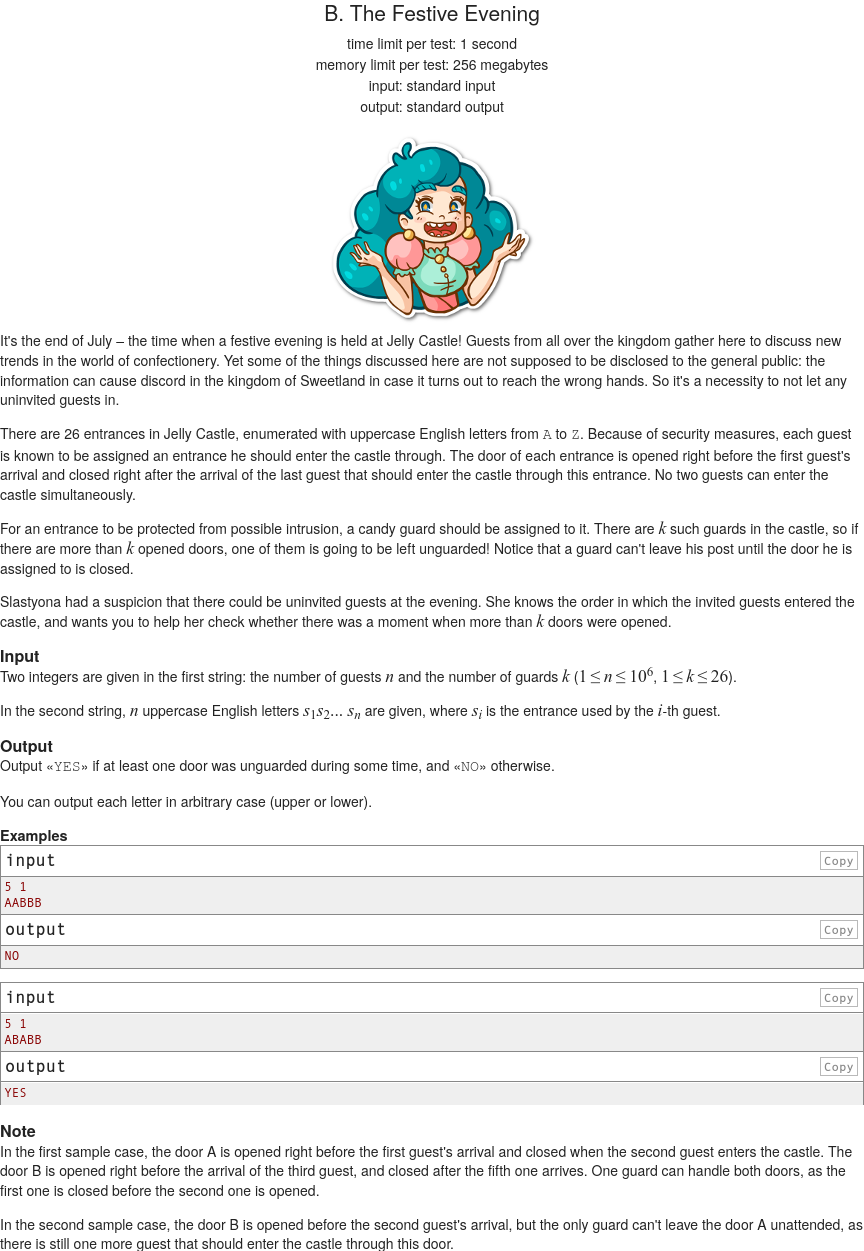 B. The Festive Evening
time limit per test: 1 second
memory limit per test: 256 megabytes
input: standard input
output: standard output
It's the end of July – the time when a festive evening is held at Jelly Castle! Guests from all over the kingdom gather here to discuss new
trends in the world of confectionery. Yet some of the things discussed here are not supposed to be disclosed to the general public: the
information can cause discord in the kingdom of Sweetland in case it turns out to reach the wrong hands. So it's a necessity to not let any
uninvited guests in.
There are 26 entrances in Jelly Castle, enumerated with uppercase English letters from A to Z. Because of security measures, each guest
is known to be assigned an entrance he should enter the castle through. The door of each entrance is opened right before the first guest's
arrival and closed right after the arrival of the last guest that should enter the castle through this entrance. No two guests can enter the
castle simultaneously.
For an entrance to be protected from possible intrusion, a candy guard should be assigned to it. There are k such guards in the castle, so if
there are more than k opened doors, one of them is going to be left unguarded! Notice that a guard can't leave his post until the door he is
assigned to is closed.
Slastyona had a suspicion that there could be uninvited guests at the evening. She knows the order in which the invited guests entered the
castle, and wants you to help her check whether there was a moment when more than k doors were opened.
Input
Two integers are given in the first string: the number of guests n and the number of guards k (1 ≤ n ≤ 10⁶, 1 ≤ k ≤ 26).
In the second string, n uppercase English letters s₁s₂... sₙ are given, where sᵢ is the entrance used by the i-th guest.
Output
Output «YES» if at least one door was unguarded during some time, and «NO» otherwise.
You can output each letter in arbitrary case (upper or lower).
Examples
input Copy
5 1
AABBB
output Copy
NO
input Copy
5 1
ABABB
output Copy
YES
Note
In the first sample case, the door A is opened right before the first guest's arrival and closed when the second guest enters the castle. The
door B is opened right before the arrival of the third guest, and closed after the fifth one arrives. One guard can handle both doors, as the
first one is closed before the second one is opened.
In the second sample case, the door B is opened before the second guest's arrival, but the only guard can't leave the door A unattended, as
there is still one more guest that should enter the castle through this door.